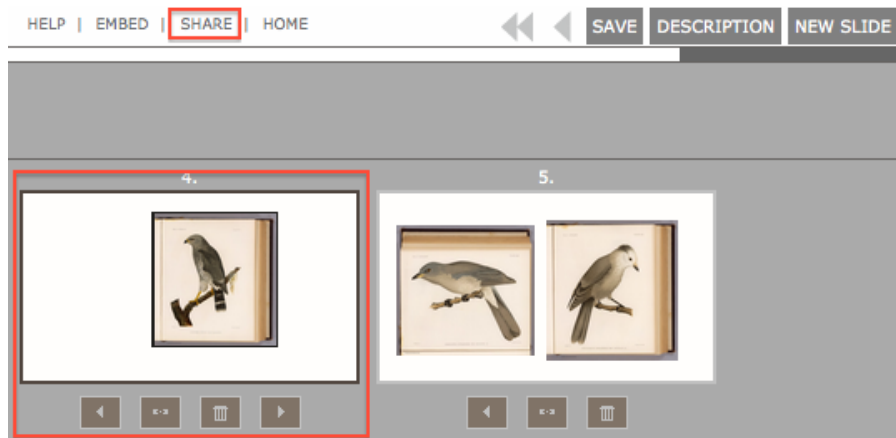 HELP | EMBED | SHARE | HOME
SAVE
DESCRIPTION
NEW SLIDE
4.
5.